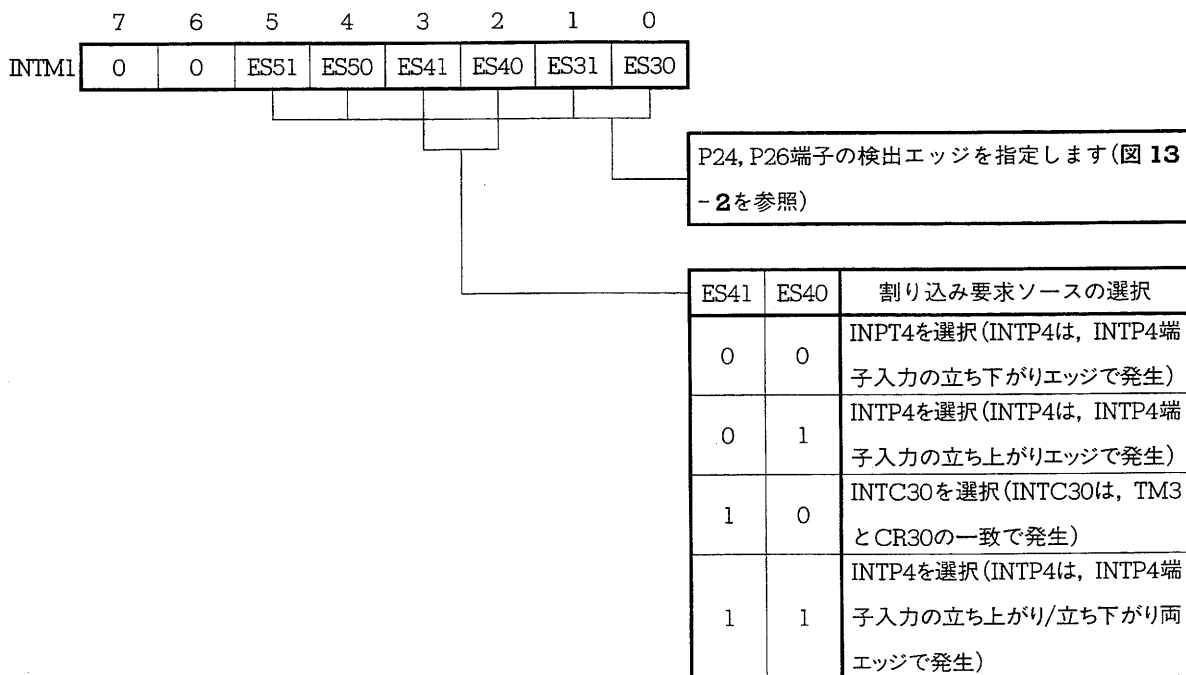 7 6 5 4 3 2 1 0
INTM1 0 0 ES51 ES50 ES41 ES40 ES31 ES30
P24, P26端子の検出エッジを指定します(図 13
-2を参照)
ES41 ES40 割り込み要求ソースの選択
0 0 INPT4を選択(INTP4は, INTP4端
子入力の立ち下がりエッジで発生)
0 1 INTP4を選択(INTP4は, INTP4端
子入力の立ち上がりエッジで発生)
1 0 INTC30を選択(INTC30は, TM3
とCR30の一致で発生)
1 1 INTP4を選択(INTP4は, INTP4端
子入力の立ち上がり/立ち下がり両
エッジで発生)